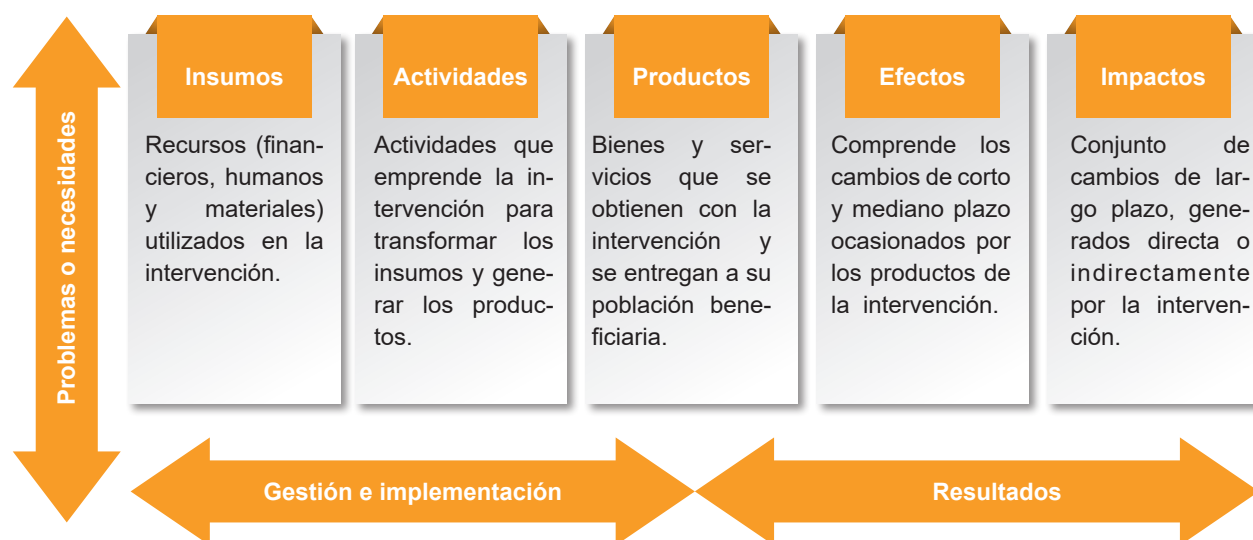 Problemas o necesidades
Insumos
Recursos (finan-
cieros, humanos
y materiales)
utilizados en la
intervención.
Actividades
Actividades que
emprende la in-
tervención para
transformar los
insumos y gene-
rar los produc-
tos.
Productos
Bienes y ser-
vicios que se
obtienen con la
intervención y
se entregan a su
población bene-
ficiaria.
Efectos
Comprende los
cambios de corto
y mediano plazo
ocasionados por
los productos de
la intervención.
Impactos
Conjunto de
cambios de lar-
go plazo, gene-
rados directa o
indirectamente
por la interven-
ción.
Gestión e implementación
Resultados